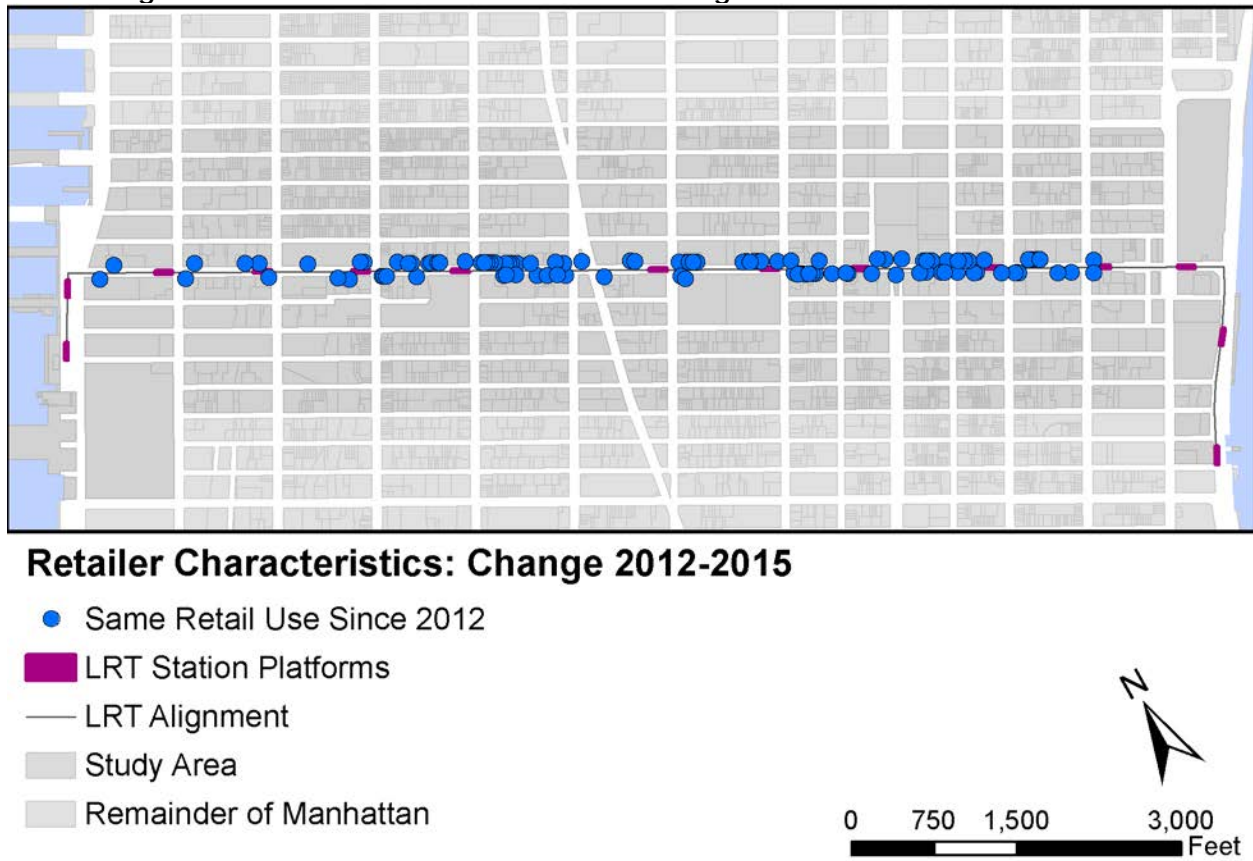 Retailer Characteristics: Change 2012-2015
Same Retail Use Since 2012
LRT Station Platforms
LRT Alignment
Study Area
Remainder of Manhattan
N
0 750 1,500 3,000
Feet